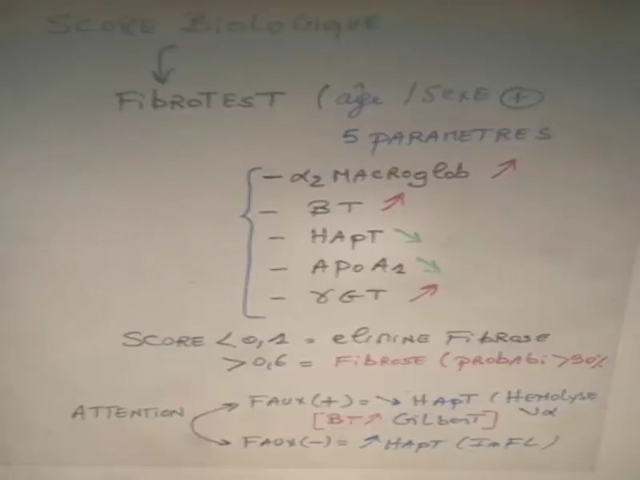 SCORE BIOLOGIQUE
FIBROTEST (âge / SEXE ⊕
5 PARAMETRES
- α2 MACROglob ↗
- BT ↗
- HApT ↘
- APOA1 ↘
- γGT ↗
SCORE < 0,1 = eliMINE FIBROSE
> 0,6 = FIBROSE (PROBABi > 90%
ATTENTION
FAUX (+) = ↘ HApT (HEMOLYSE
[BT ↗ GilberT]
FAUX (-) = ↗ HApT (InFL)